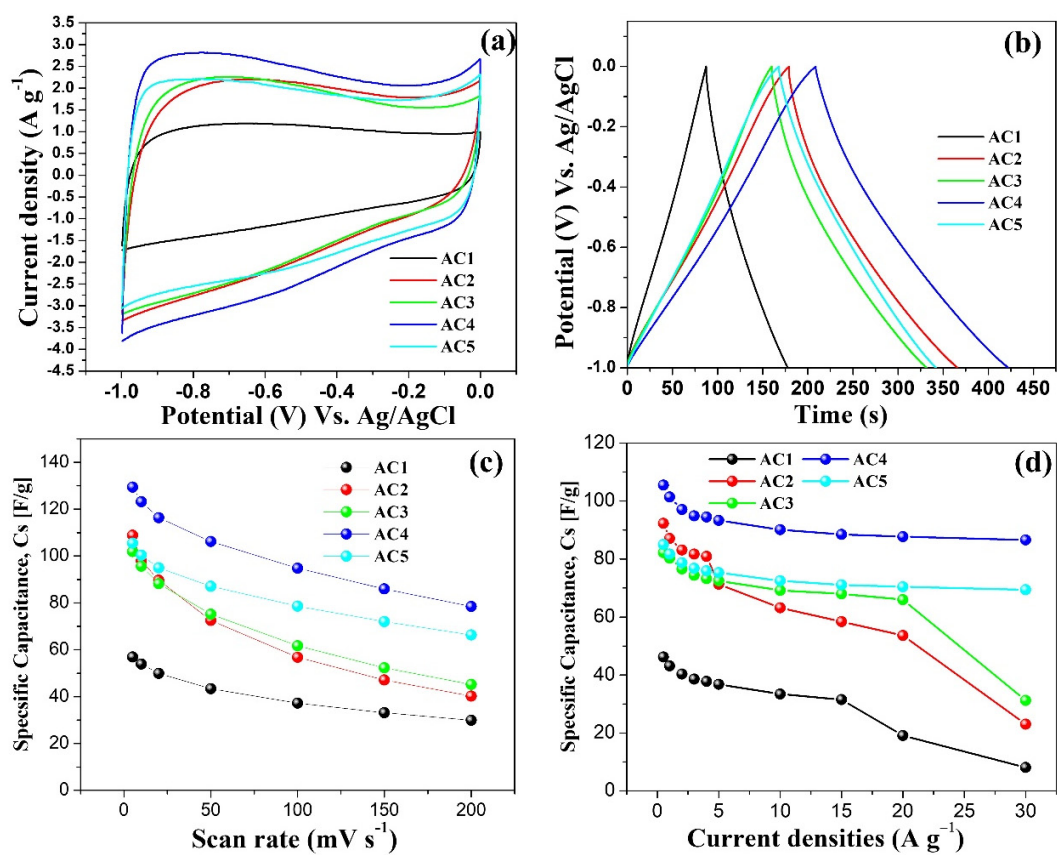 (a)
Current density (A g⁻¹)
3.5
3.0
2.5
2.0
1.5
1.0
0.5
0.0
-0.5
-1.0
-1.5
-2.0
-2.5
-3.0
-3.5
-4.0
-4.5
AC1
AC2
AC3
AC4
AC5
-1.0 -0.8 -0.6 -0.4 -0.2 0.0
Potential (V) Vs. Ag/AgCl
(b)
Potential (V) Vs. Ag/AgCl
0.0
-0.2
-0.4
-0.6
-0.8
-1.0
AC1
AC2
AC3
AC4
AC5
0 50 100 150 200 250 300 350 400 450
Time (s)
(c)
Specsific Capacitance, Cs [F/g]
140
120
100
80
60
40
20
0
AC1
AC2
AC3
AC4
AC5
0 50 100 150 200
Scan rate (mV s⁻¹)
(d)
Specsific Capacitance, Cs [F/g]
120
100
80
60
40
20
0
AC1 AC4
AC2 AC5
AC3
0 5 10 15 20 25 30
Current densities (A g⁻¹)